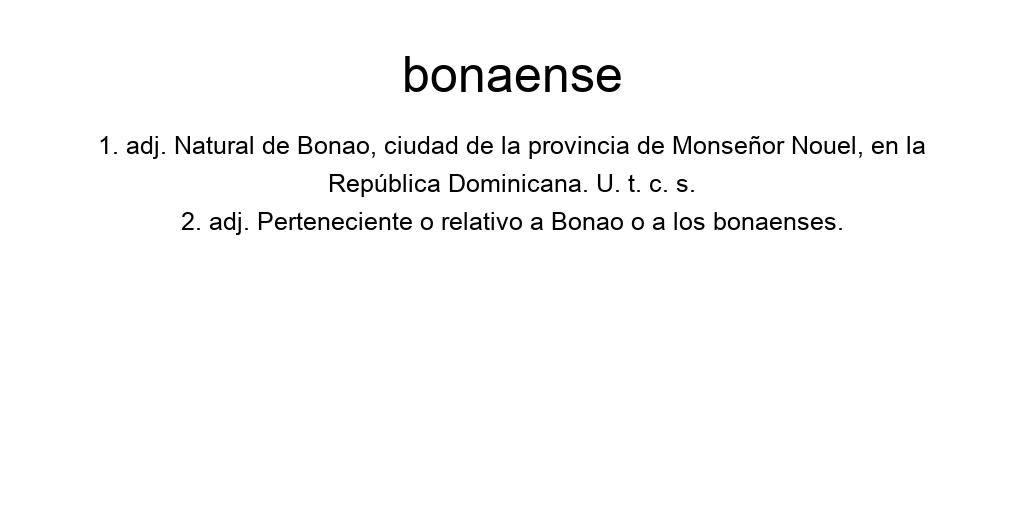 bonaense
1. adj. Natural de Bonao, ciudad de la provincia de Monseñor Nouel, en la
República Dominicana. U. t. c. s.
2. adj. Perteneciente o relativo a Bonao o a los bonaenses.